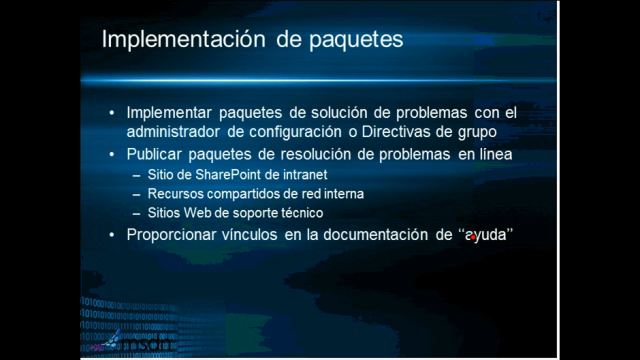 Implementación de paquetes
• Implementar paquetes de solución de problemas con el
administrador de configuración o Directivas de grupo
• Publicar paquetes de resolución de problemas en línea
– Sitio de SharePoint de intranet
– Recursos compartidos de red interna
– Sitios Web de soporte técnico
• Proporcionar vínculos en la documentación de “ayuda”